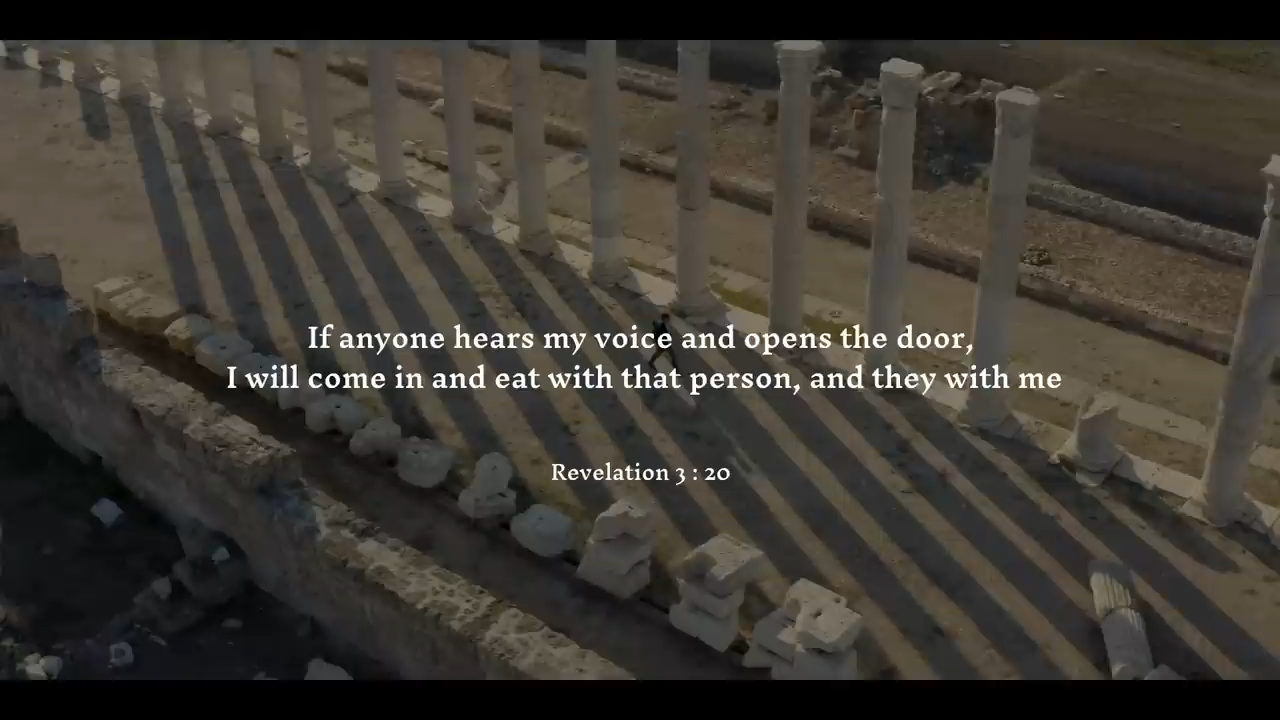 If anyone hears my voice and opens the door,
I will come in and eat with that person, and they with me
Revelation 3 : 20